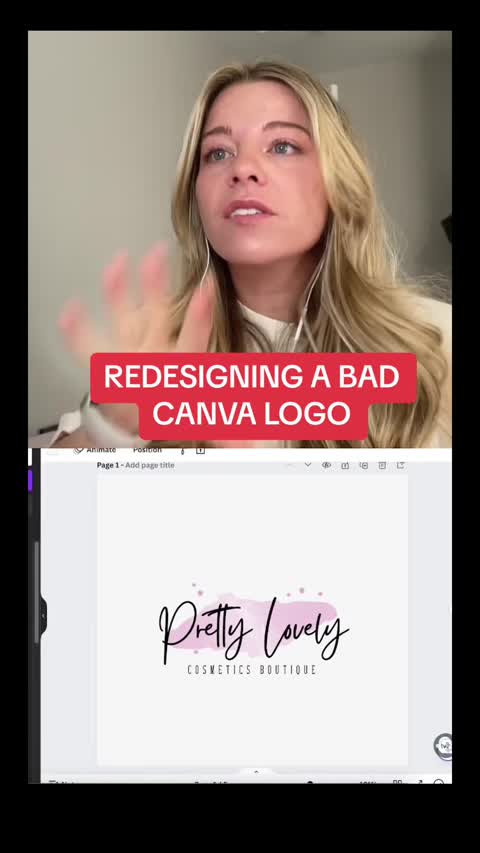 REDESIGNING A BAD
CANVA LOGO
Animate Position
Page 1 - Add page title
Pretty Lovely
COSMETICS BOUTIQUE